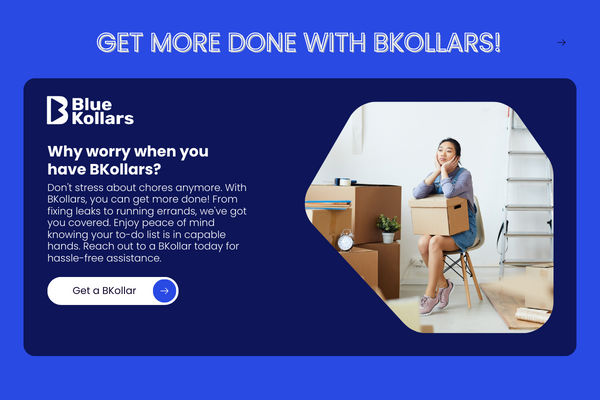 GET MORE DONE WITH BKOLLARS!
Blue
Kollars
Why worry when you
have BKollars?
Don't stress about chores anymore. With
BKollars, you can get more done! From
fixing leaks to running errands, we've got
you covered. Enjoy peace of mind
knowing your to-do list is in capable
hands. Reach out to a BKollar today for
hassle-free assistance.
Get a BKollar